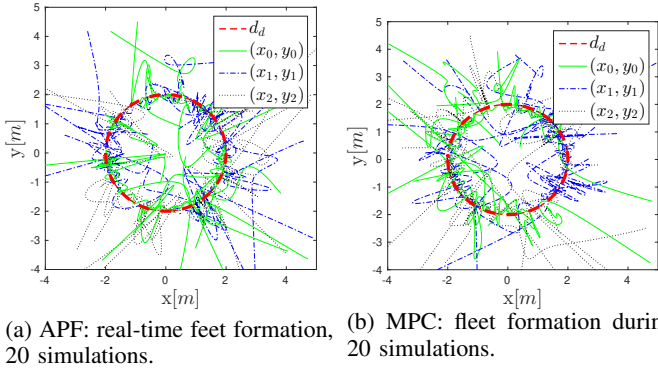 5
4
3
2
1
0
-1
-2
-3
-4
y[m]
-4 -2 0 2 4
x[m]
d_d
(x_0, y_0)
(x_1, y_1)
(x_2, y_2)
5
4
3
2
1
0
-1
-2
-3
-4
y[m]
-4 -2 0 2 4
x[m]
d_d
(x_0, y_0)
(x_1, y_1)
(x_2, y_2)
(a) APF: real-time feet formation,
20 simulations.
(b) MPC: fleet formation durin
20 simulations.